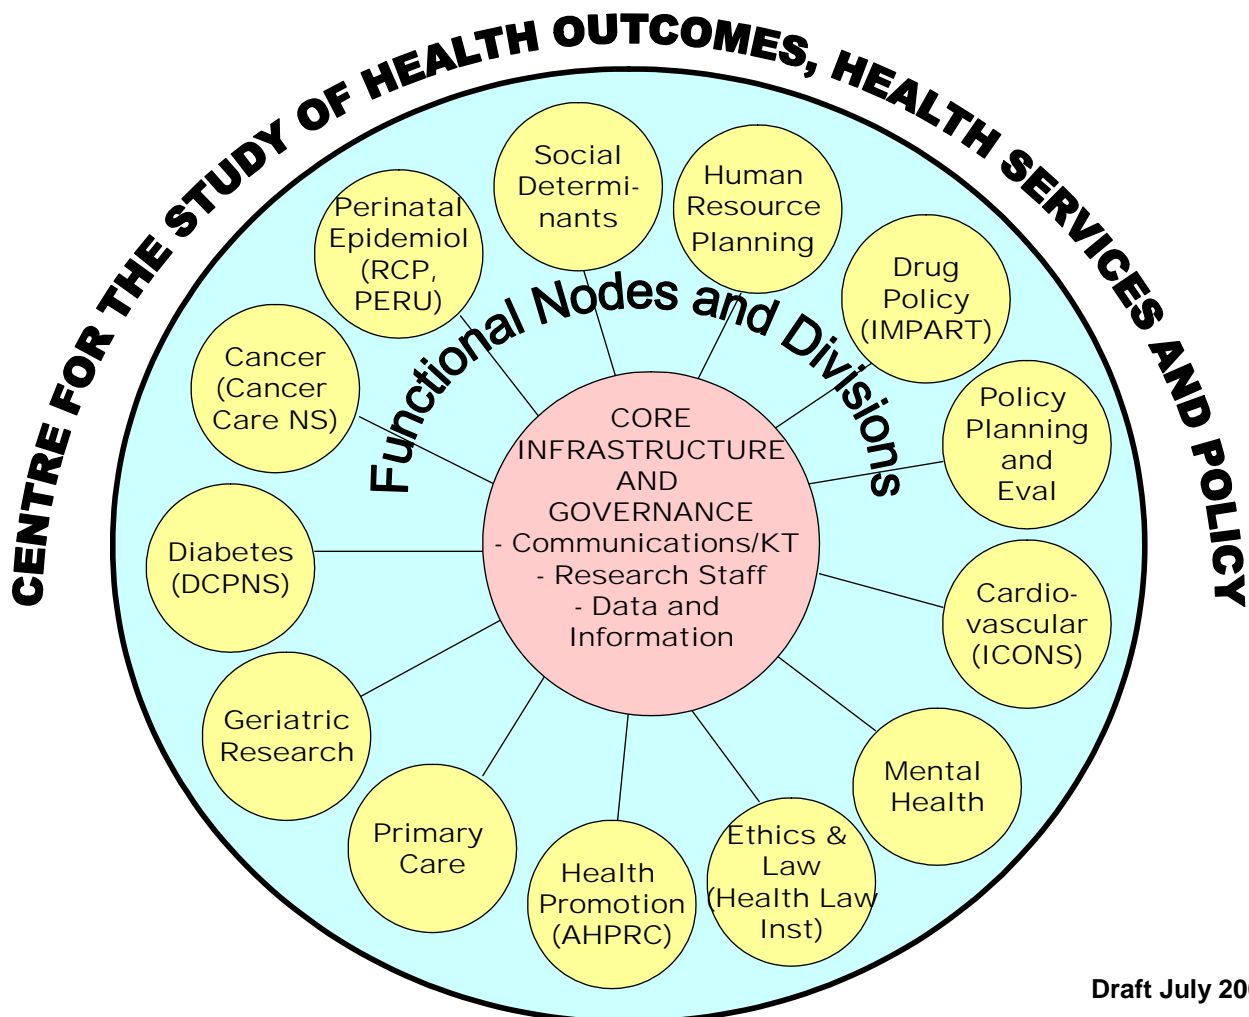 CENTRE FOR THE STUDY OF HEALTH OUTCOMES, HEALTH SERVICES AND POLICY
Functional Nodes and Divisions
Social
Determi-
nants
Human
Resource
Planning
Drug
Policy
(IMPART)
Policy
Planning
and
Eval
Cardio-
vascular
(ICONS)
Mental
Health
Ethics &
Law
(Health Law
Inst)
Health
Promotion
(AHPRC)
Primary
Care
Geriatric
Research
Diabetes
(DCPNS)
Cancer
(Cancer
Care NS)
Perinatal
Epidemiol
(RCP,
PERU)
CORE
INFRASTRUCTURE
AND
GOVERNANCE
- Communications/KT
- Research Staff
- Data and
Information
Draft July